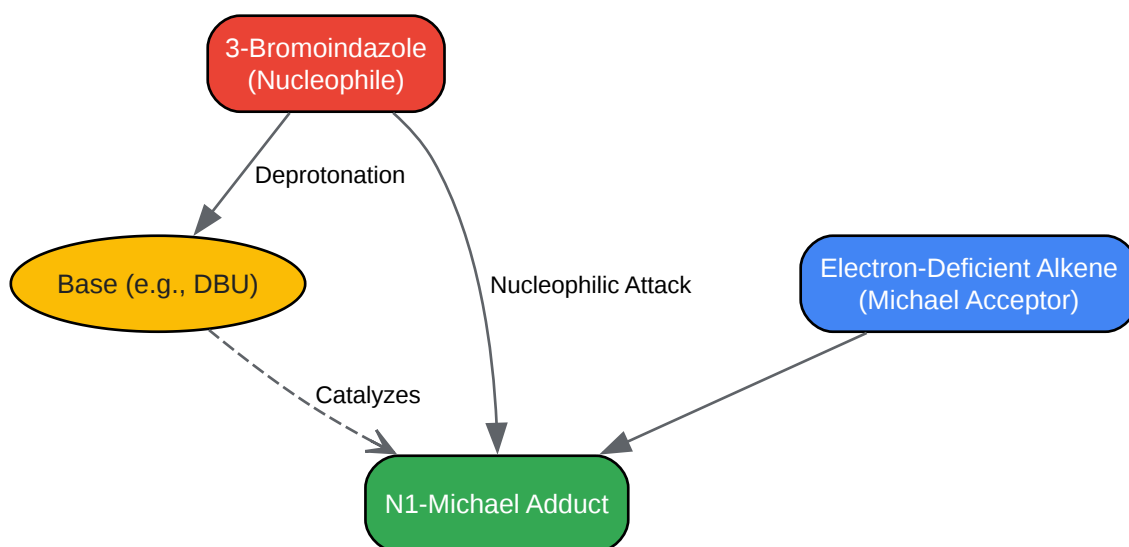 3-Bromoindazole
(Nucleophile)
Deprotonation
Base (e.g., DBU)
Nucleophilic Attack
Electron-Deficient Alkene
(Michael Acceptor)
Catalyzes
N1-Michael Adduct